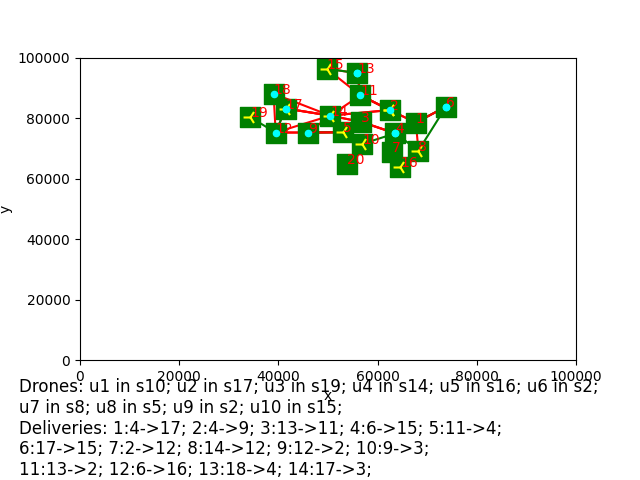 100000
80000
60000
40000
20000
0
0 20000 40000 60000 80000 100000
x
y
Drones: u1 in s10; u2 in s17; u3 in s19; u4 in s14; u5 in s16; u6 in s2;
u7 in s8; u8 in s5; u9 in s2; u10 in s15;
Deliveries: 1:4->17; 2:4->9; 3:13->11; 4:6->15; 5:11->4;
6:17->15; 7:2->12; 8:14->12; 9:12->2; 10:9->3;
11:13->2; 12:6->16; 13:18->4; 14:17->3;